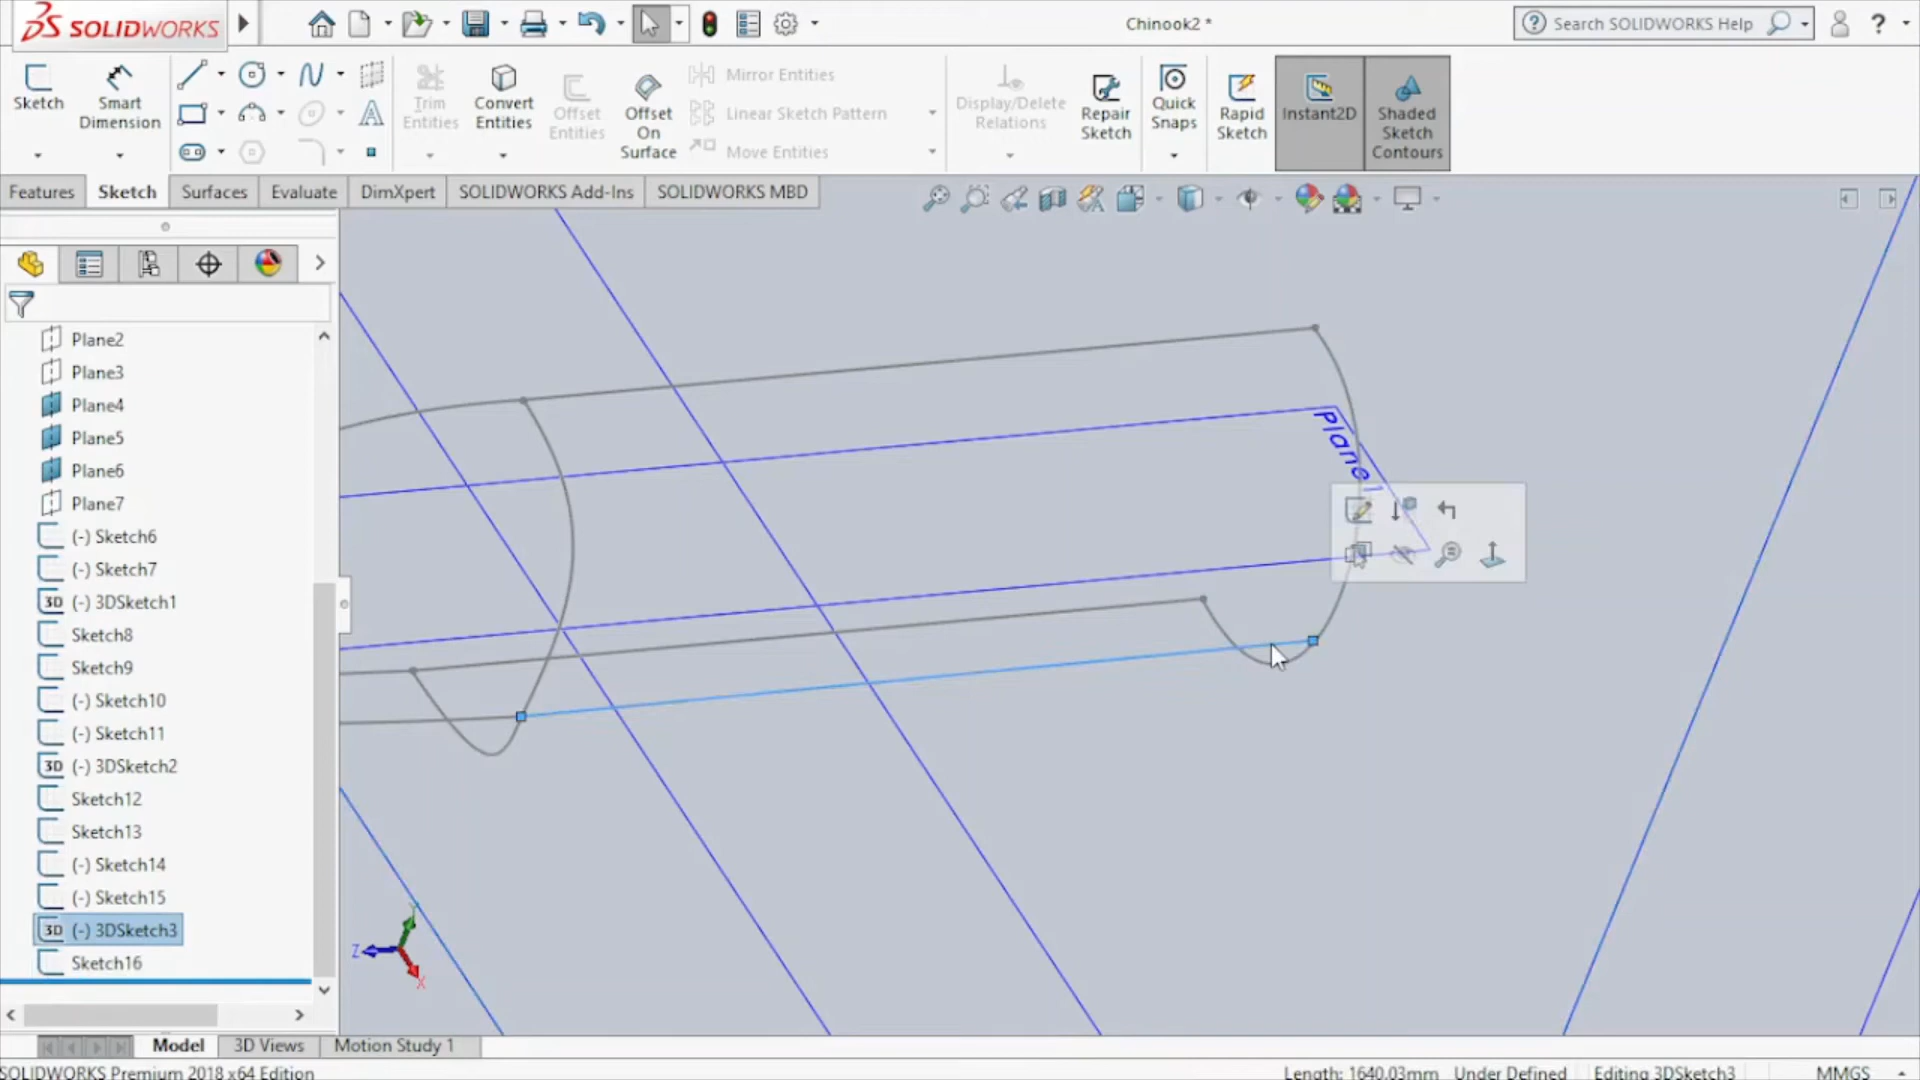 SOLIDWORKS
Chinook2 *
Search SOLIDWORKS Help
?
Sketch
Smart Dimension
Trim Entities
Convert Entities
Offset Entities
Offset On Surface
Mirror Entities
Linear Sketch Pattern
Move Entities
Display/Delete Relations
Repair Sketch
Quick Snaps
Rapid Sketch
Instant2D
Shaded Sketch Contours
Features
Sketch
Surfaces
Evaluate
DimXpert
SOLIDWORKS Add-Ins
SOLIDWORKS MBD
Plane2
Plane3
Plane4
Plane5
Plane6
Plane7
(-) Sketch6
(-) Sketch7
3D (-) 3DSketch1
Sketch8
Sketch9
(-) Sketch10
(-) Sketch11
3D (-) 3DSketch2
Sketch12
Sketch13
(-) Sketch14
(-) Sketch15
3D (-) 3DSketch3
Sketch16
Plane1
Y
Z
X
Model
3D Views
Motion Study 1
SOLIDWORKS Premium 2018 x64 Edition
Length: 1640.03mm
Under Defined
Editing 3DSketch3
MMGS